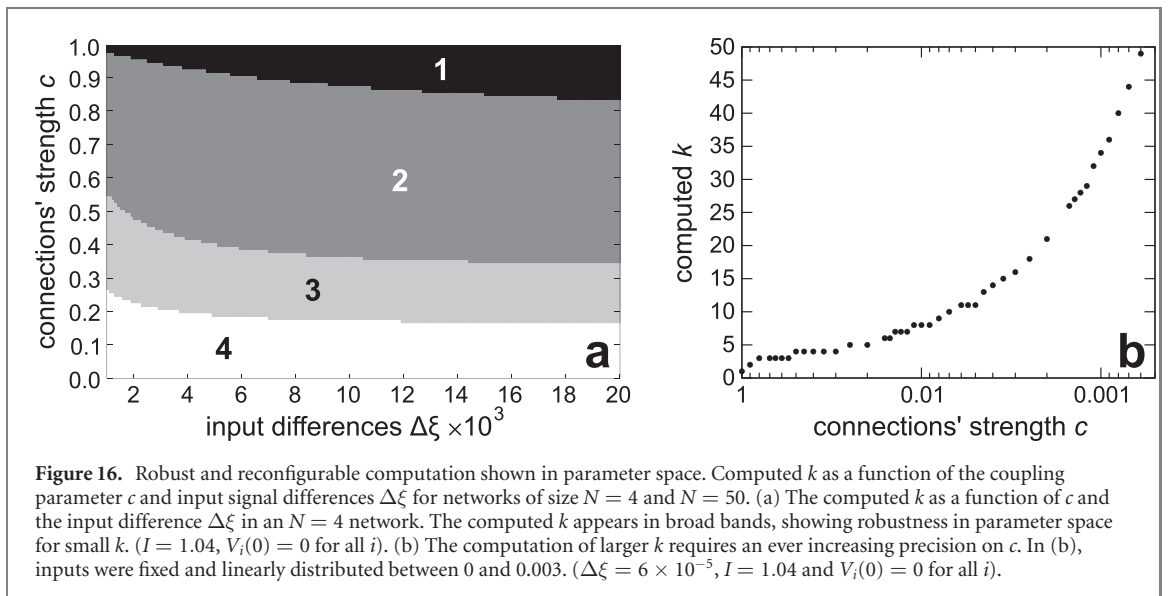 1.0
0.9
0.8
0.7
0.6
0.5
0.4
0.3
0.2
0.1
0.0
connections' strength c
1
2
3
4
a
2 4 6 8 10 12 14 16 18 20
input differences Δξ ×10³
50
45
40
35
30
25
20
15
10
5
0
computed k
b
1 0.01 0.001
connections' strength c
Figure 16. Robust and reconfigurable computation shown in parameter space. Computed k as a function of the coupling
parameter c and input signal differences Δξ for networks of size N = 4 and N = 50. (a) The computed k as a function of c and
the input difference Δξ in an N = 4 network. The computed k appears in broad bands, showing robustness in parameter space
for small k. (I = 1.04, Vᵢ(0) = 0 for all i). (b) The computation of larger k requires an ever increasing precision on c. In (b),
inputs were fixed and linearly distributed between 0 and 0.003. (Δξ = 6 × 10⁻⁵, I = 1.04 and Vᵢ(0) = 0 for all i).